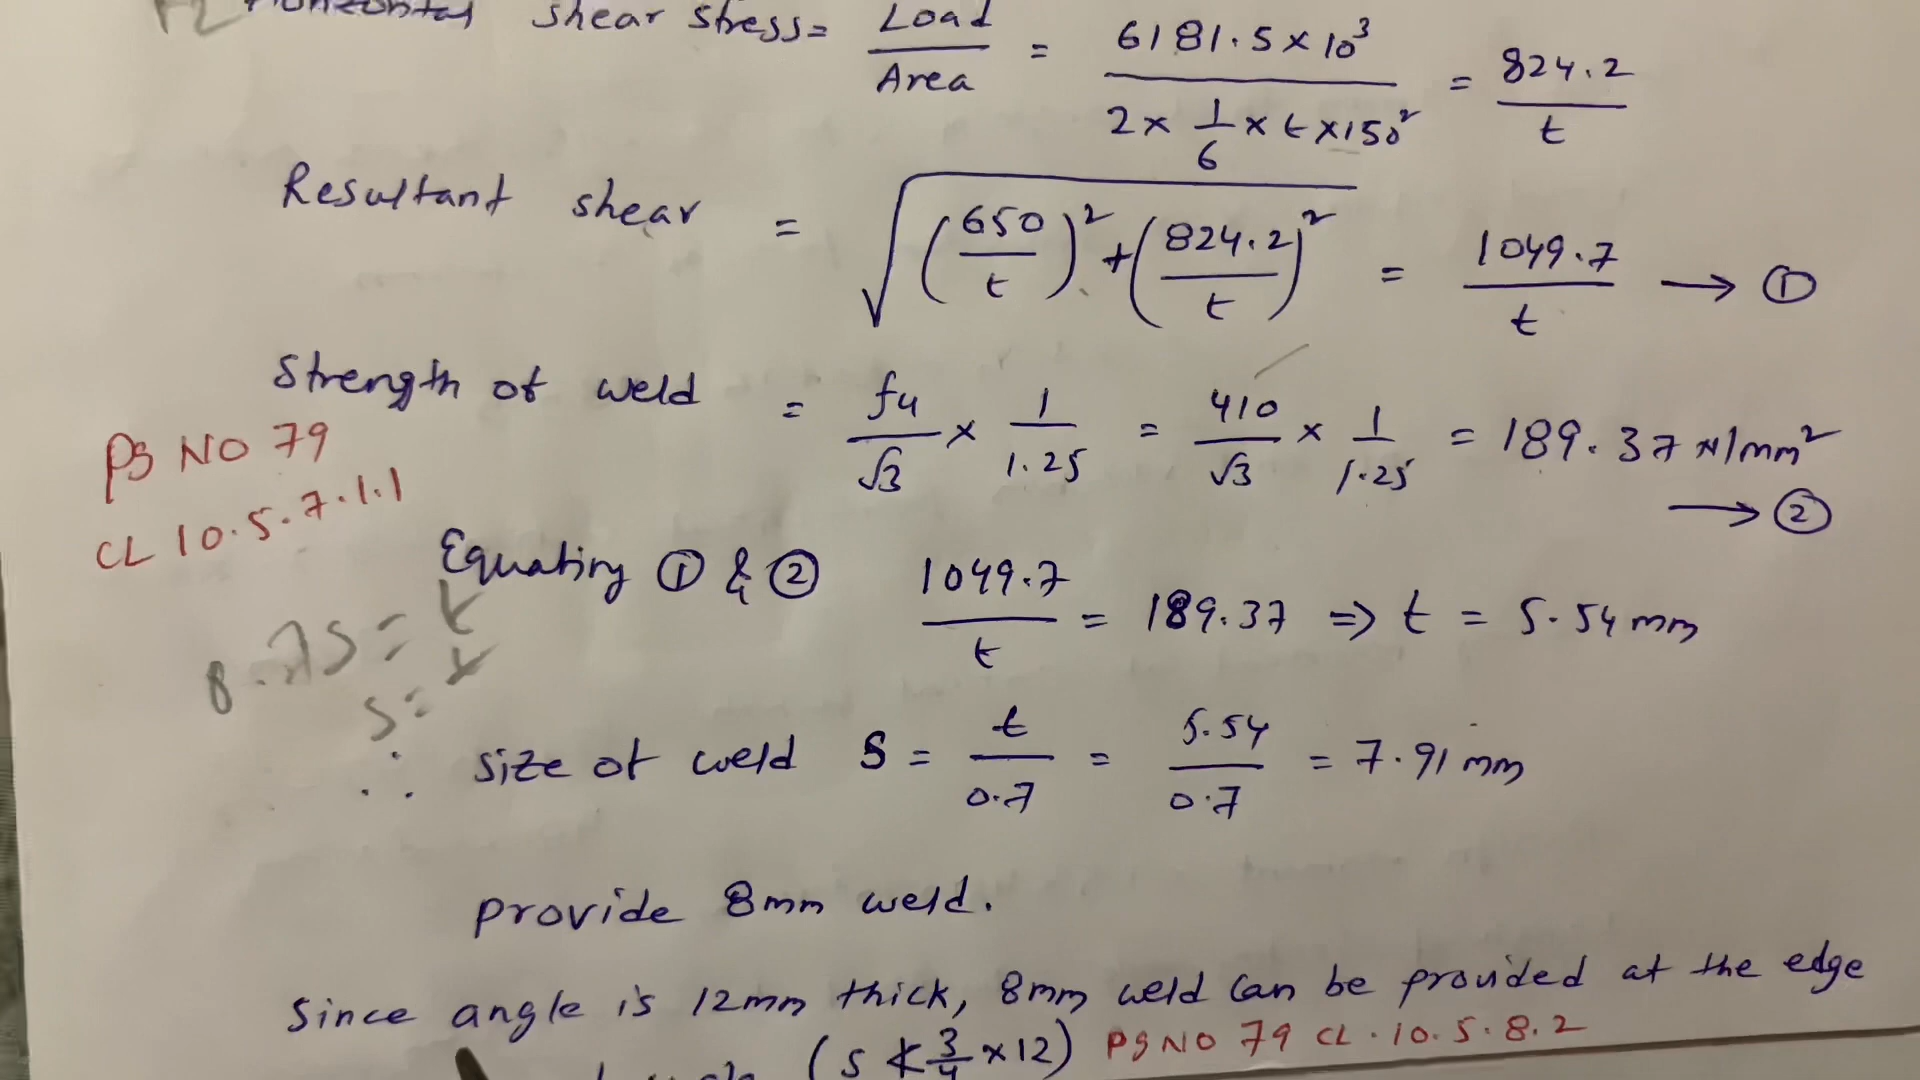 Horizontal shear stress = Load / Area = 6181.5 × 10³ / 2 × 1/6 × t × 150² = 824.2 / t
Resultant shear = √((650/t)² + (824.2/t)²) = 1049.7 / t → ①
Strength of weld = fu/√3 × 1/1.25 = 410/√3 × 1/1.25 = 189.37 N/mm²
→ ②
PG NO 79
CL 10.5.7.1.1
Equating ① & ② 1049.7 / t = 189.37 ⇒ t = 5.54 mm
0.7S = t
S =
∴ size of weld S = t / 0.7 = 5.54 / 0.7 = 7.91 mm
provide 8mm weld.
Since angle is 12mm thick, 8mm weld can be provided at the edge
(S ≮ 3/4 × 12) PG NO 79 CL. 10.5.8.2